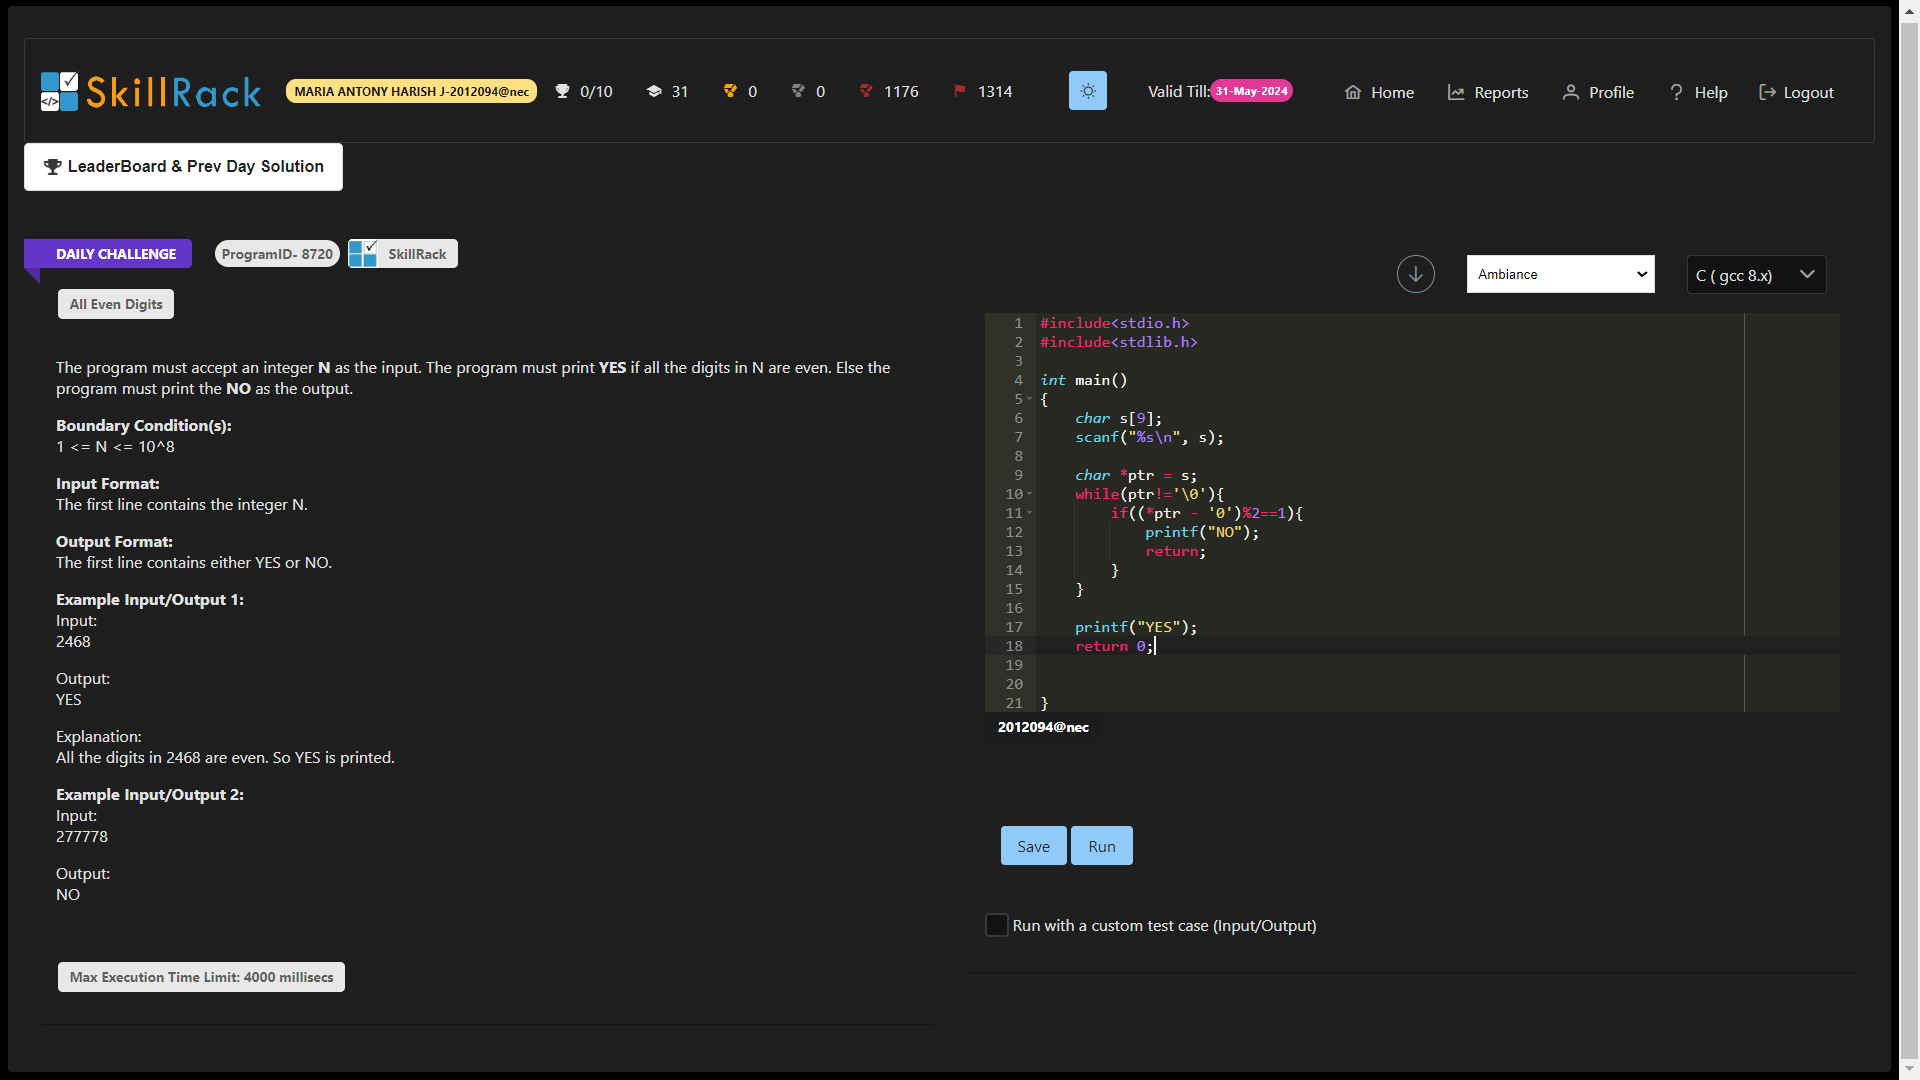 SkillRack
MARIA ANTONY HARISH J-2012094@nec
0/10
31
0
0
1176
1314
Valid Till:31-May-2024
Home
Reports
Profile
Help
Logout
LeaderBoard & Prev Day Solution
DAILY CHALLENGE
ProgramID- 8720
SkillRack
All Even Digits
The program must accept an integer N as the input. The program must print YES if all the digits in N are even. Else the
program must print the NO as the output.
Boundary Condition(s):
1 <= N <= 10^8
Input Format:
The first line contains the integer N.
Output Format:
The first line contains either YES or NO.
Example Input/Output 1:
Input:
2468
Output:
YES
Explanation:
All the digits in 2468 are even. So YES is printed.
Example Input/Output 2:
Input:
277778
Output:
NO
Max Execution Time Limit: 4000 millisecs
Ambiance
C ( gcc 8.x)
1 #include<stdio.h>
2 #include<stdlib.h>
3
4 int main()
5 {
6     char s[9];
7     scanf("%s\n", s);
8
9     char *ptr = s;
10     while(ptr!='\0'){
11         if((*ptr - '0')%2==1){
12             printf("NO");
13             return;
14         }
15     }
16
17     printf("YES");
18     return 0;
19
20
21 }
2012094@nec
Save
Run
Run with a custom test case (Input/Output)